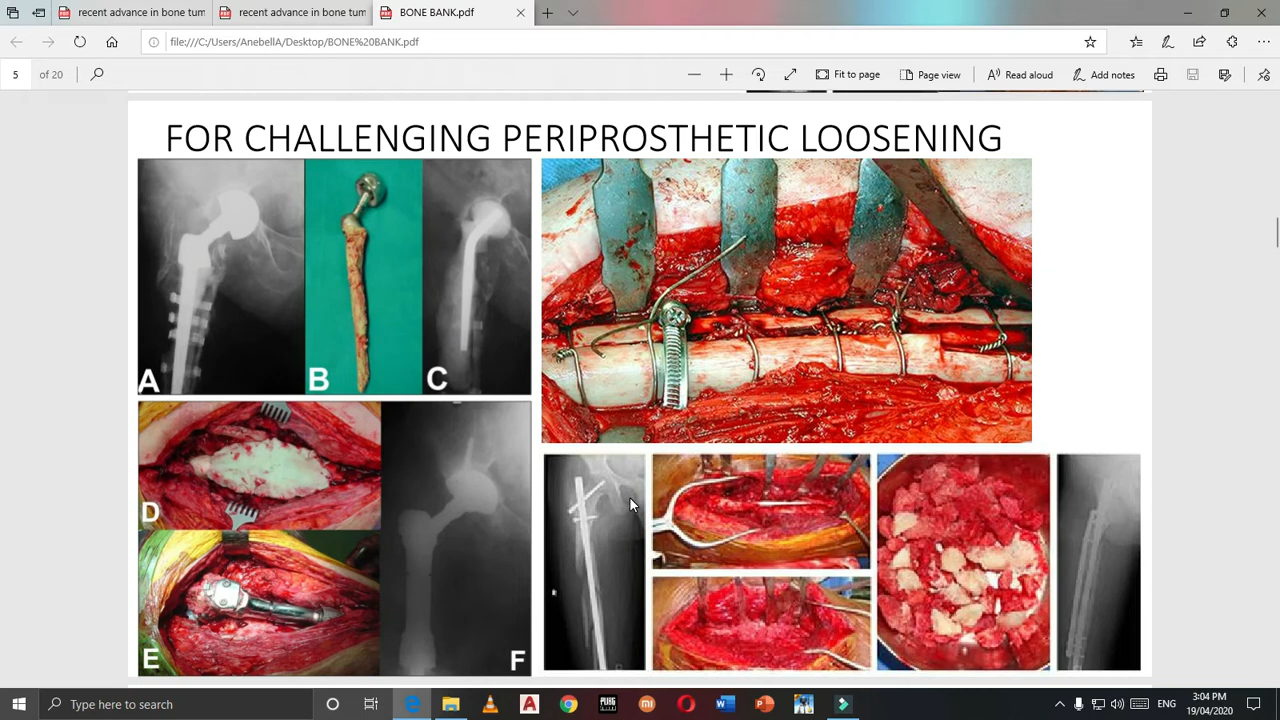 recent advance in bone tum
recent advance in bone tum
BONE BANK.pdf
file:///C:/Users/AnebellA/Desktop/BONE%20BANK.pdf
5 of 20
Fit to page
Page view
Read aloud
Add notes
FOR CHALLENGING PERIPROSTHETIC LOOSENING
A
B
C
D
E
F
Type here to search
ENG
3:04 PM
19/04/2020